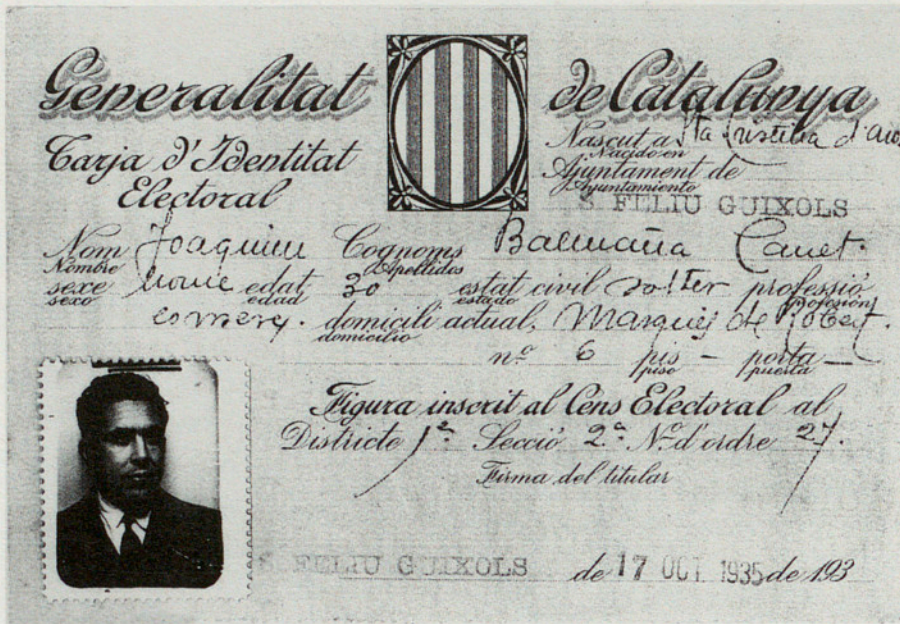 Generalitat de Catalunya
Carja d'Identitat
Electoral
Nascut a Sta Cristina d'Aro
Nacido en
Ajuntament de
Ayuntamiento
S. FELIU GUIXOLS
Nom Joaquim Cognoms Balmaña Canet
Nombre Apellidos
sexe home edat 30 estat civil solter professió
sexo edad estado profesión
comerç. domicili actual, Marquès de Robert.
domicilio
nº 6 pis - porta -
piso puerta
Figura inscrit al Cens Electoral al
Districte 1er Secció 2ª Nº d'ordre 27.
Firma del titular
S. FELIU GUIXOLS de 17 OCT 1935 de 193